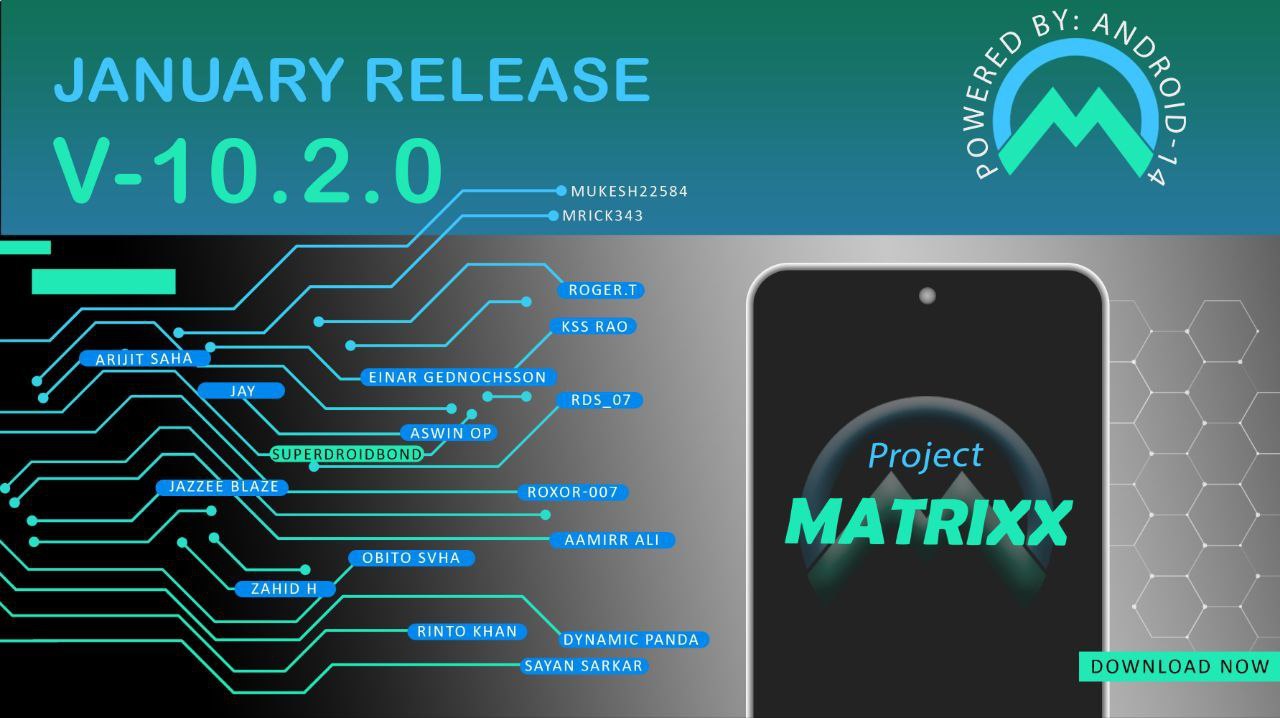 JANUARY RELEASE
V-10.2.0
POWERED BY: ANDROID-14
MUKESH22584
MRICK343
ROGER.T
KSS RAO
ARIJIT SAHA
EINAR GEDNOCHSSON
JAY
RDS_07
ASWIN OP
SUPERDROIDBOND
JAZZEE BLAZE
ROXOR-007
AAMIRR ALI
OBITO SVHA
ZAHID H
RINTO KHAN
DYNAMIC PANDA
SAYAN SARKAR
Project
MATRIXX
DOWNLOAD NOW